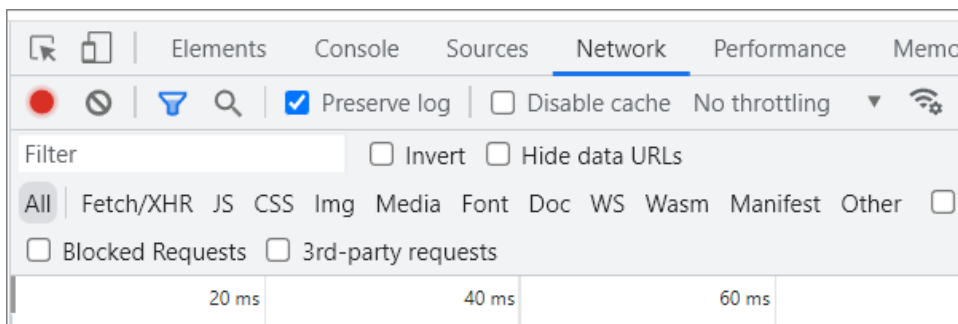 Elements Console Sources Network Performance Memo
Preserve log Disable cache No throttling
Filter Invert Hide data URLs
All Fetch/XHR JS CSS Img Media Font Doc WS Wasm Manifest Other
Blocked Requests 3rd-party requests
20 ms 40 ms 60 ms